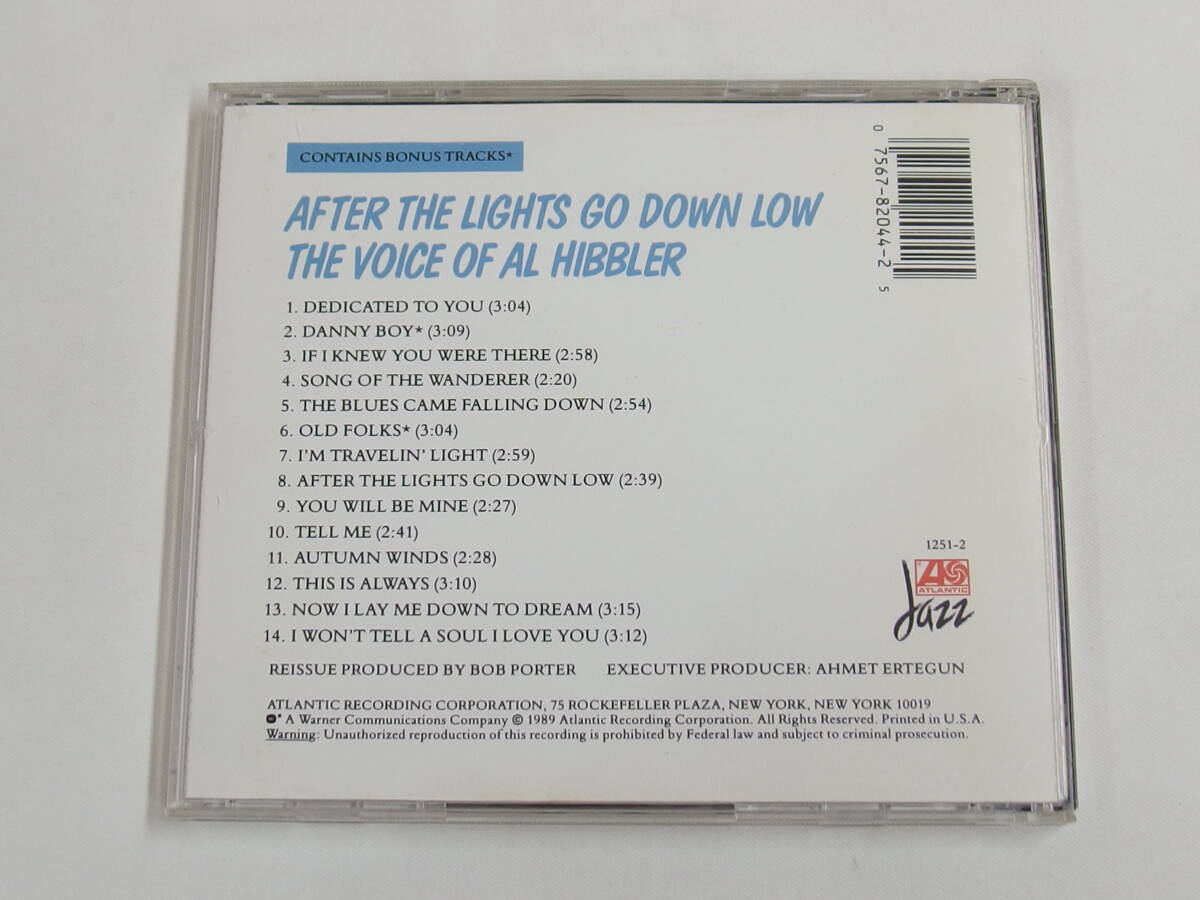 CONTAINS BONUS TRACKS★
AFTER THE LIGHTS GO DOWN LOW
THE VOICE OF AL HIBBLER
0 7567-82044-2 5
1. DEDICATED TO YOU (3:04)
2. DANNY BOY★ (3:09)
3. IF I KNEW YOU WERE THERE (2:58)
4. SONG OF THE WANDERER (2:20)
5. THE BLUES CAME FALLING DOWN (2:54)
6. OLD FOLKS★ (3:04)
7. I'M TRAVELIN' LIGHT (2:59)
8. AFTER THE LIGHTS GO DOWN LOW (2:39)
9. YOU WILL BE MINE (2:27)
10. TELL ME (2:41)
11. AUTUMN WINDS (2:28)
12. THIS IS ALWAYS (3:10)
13. NOW I LAY ME DOWN TO DREAM (3:15)
14. I WON'T TELL A SOUL I LOVE YOU (3:12)
1251-2
ATLANTIC
Jazz
REISSUE PRODUCED BY BOB PORTER EXECUTIVE PRODUCER: AHMET ERTEGUN
ATLANTIC RECORDING CORPORATION, 75 ROCKEFELLER PLAZA, NEW YORK, NEW YORK 10019
A Warner Communications Company © 1989 Atlantic Recording Corporation. All Rights Reserved. Printed in U.S.A.
Warning: Unauthorized reproduction of this recording is prohibited by Federal law and subject to criminal prosecution.